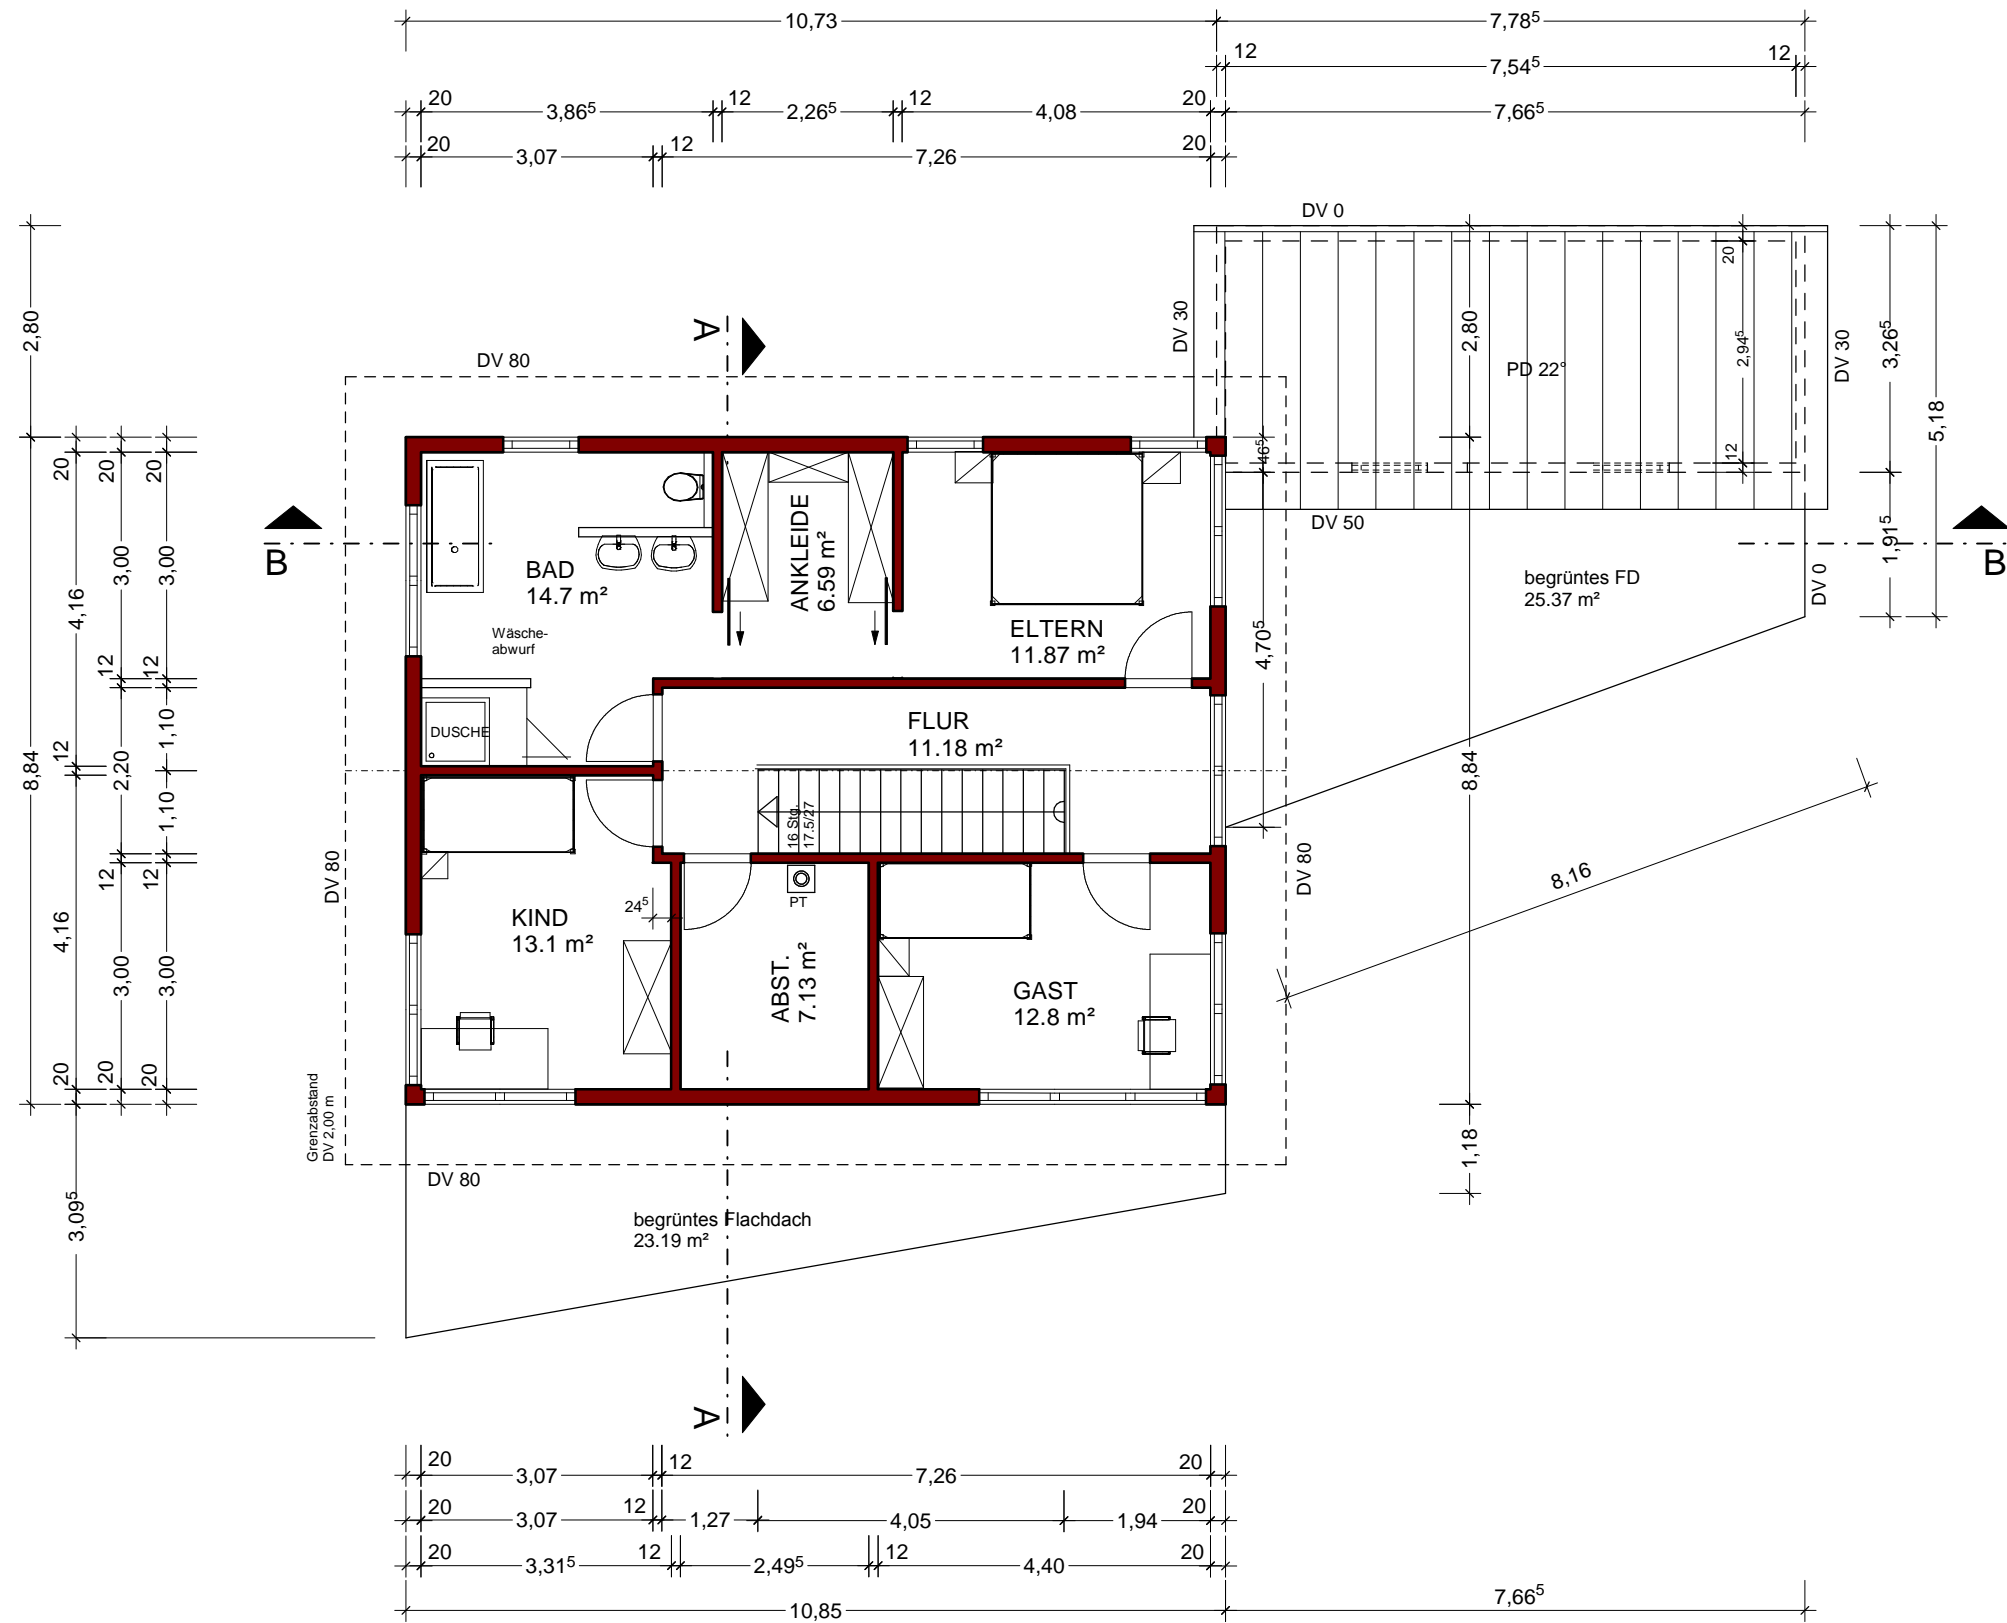 10,73
7,78⁵
12
7,54⁵
12
20
3,86⁵
12
2,26⁵
12
4,08
20
7,66⁵
20
3,07
12
7,26
20
DV 0
2,80
DV 30
2,80
20
2,94⁵
12
PD 22°
DV 30
3,26⁵
5,18
A
DV 80
46⁵
DV 50
1,91⁵
B
B
DV 0
begrüntes FD
25.37 m²
20
20
20
3,00
3,00
4,16
12
12
12
1,10
2,20
1,10
8,84
12
12
4,16
3,00
3,00
20
20
20
3,09⁵
BAD
14.7 m²
ANKLEIDE
6.59 m²
Wäsche-
abwurf
ELTERN
11.87 m²
4,70⁵
DUSCHE
FLUR
11.18 m²
8,84
16 Stg.
17.5/27
DV 80
DV 80
8,16
PT
24⁵
KIND
13.1 m²
ABST.
7.13 m²
GAST
12.8 m²
Grenzabstand
DV 2,00 m
1,18
DV 80
begrüntes Flachdach
23.19 m²
A
20
3,07
12
7,26
20
20
3,07
12
1,27
4,05
1,94
20
20
3,31⁵
12
2,49⁵
12
4,40
20
10,85
7,66⁵